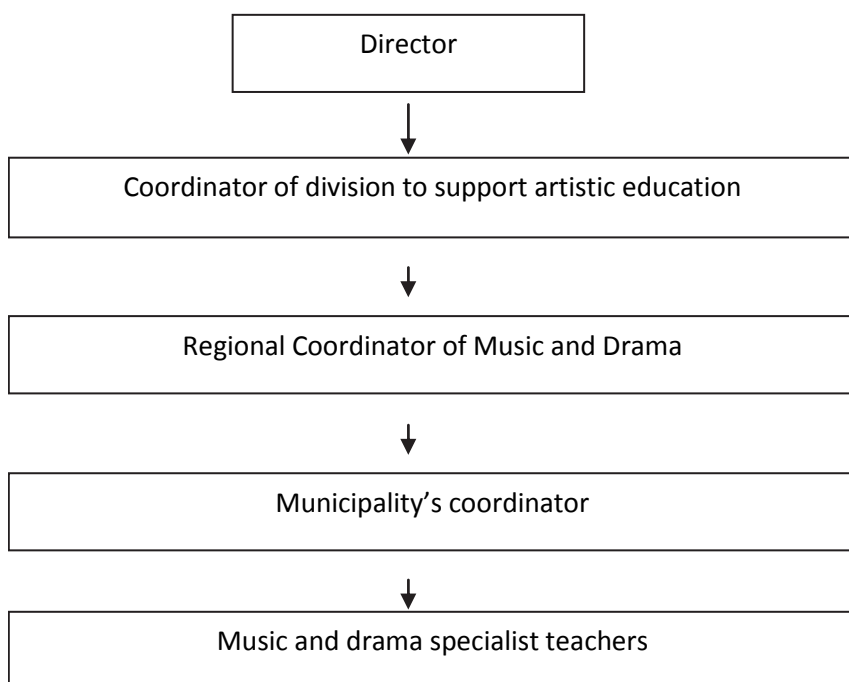 Director
Coordinator of division to support artistic education
Regional Coordinator of Music and Drama
Municipality’s coordinator
Music and drama specialist teachers